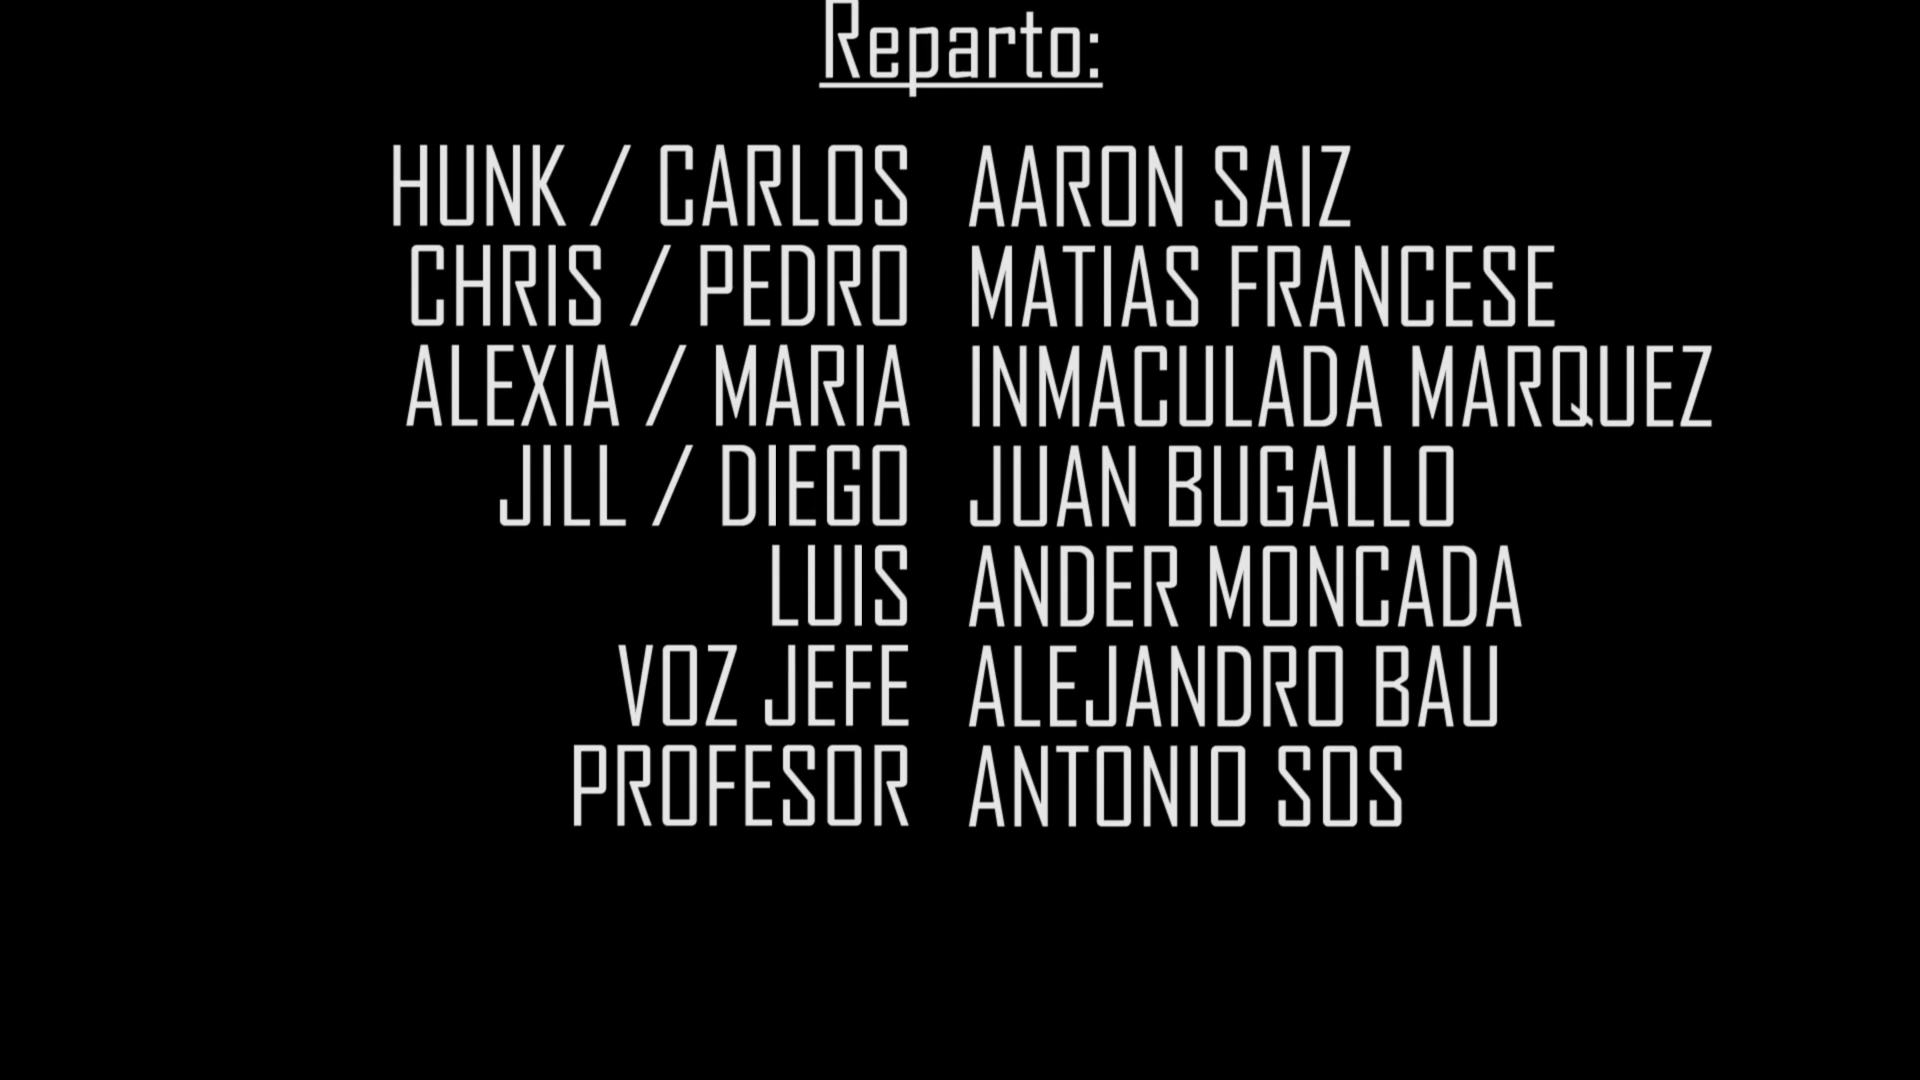 Reparto:
HUNK / CARLOS AARON SAIZ
CHRIS / PEDRO MATIAS FRANCESE
ALEXIA / MARIA INMACULADA MARQUEZ
JILL / DIEGO JUAN BUGALLO
LUIS ANDER MONCADA
VOZ JEFE ALEJANDRO BAU
PROFESOR ANTONIO SOS